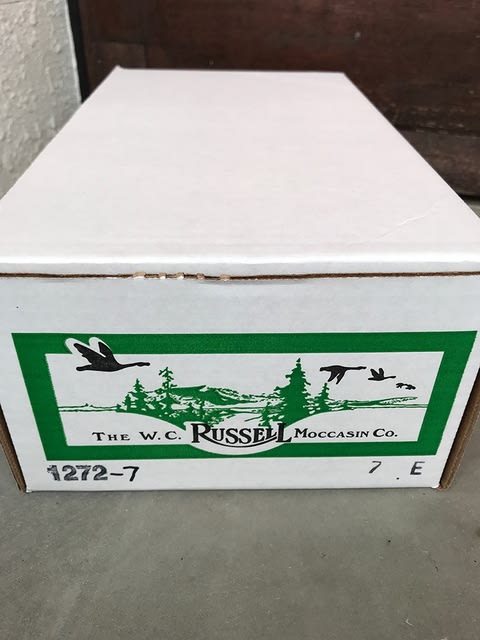 THE W.C. RUSSELL MOCCASIN CO.
1272-7 7 E